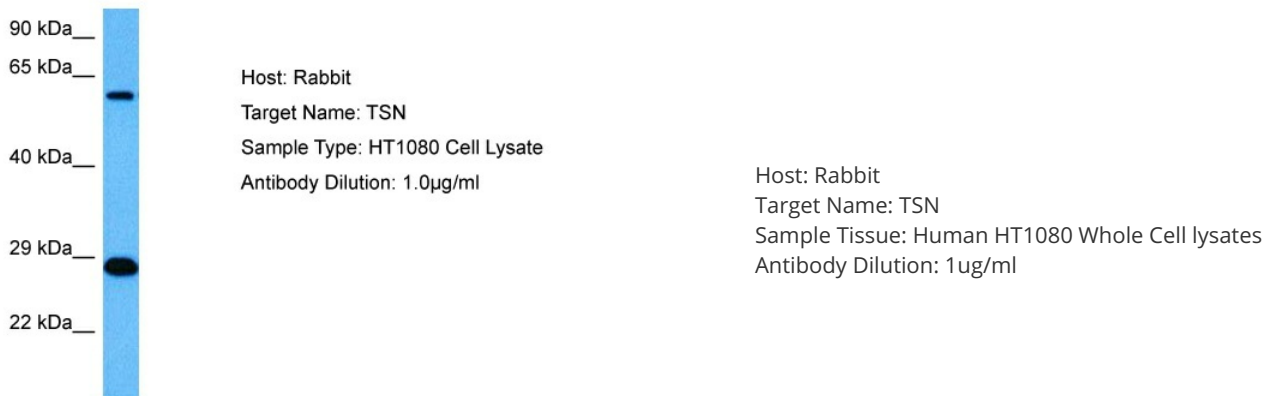 90 kDa__
65 kDa__
40 kDa__
29 kDa__
22 kDa__
Host: Rabbit
Target Name: TSN
Sample Type: HT1080 Cell Lysate
Antibody Dilution: 1.0µg/ml
Host: Rabbit
Target Name: TSN
Sample Tissue: Human HT1080 Whole Cell lysates
Antibody Dilution: 1ug/ml